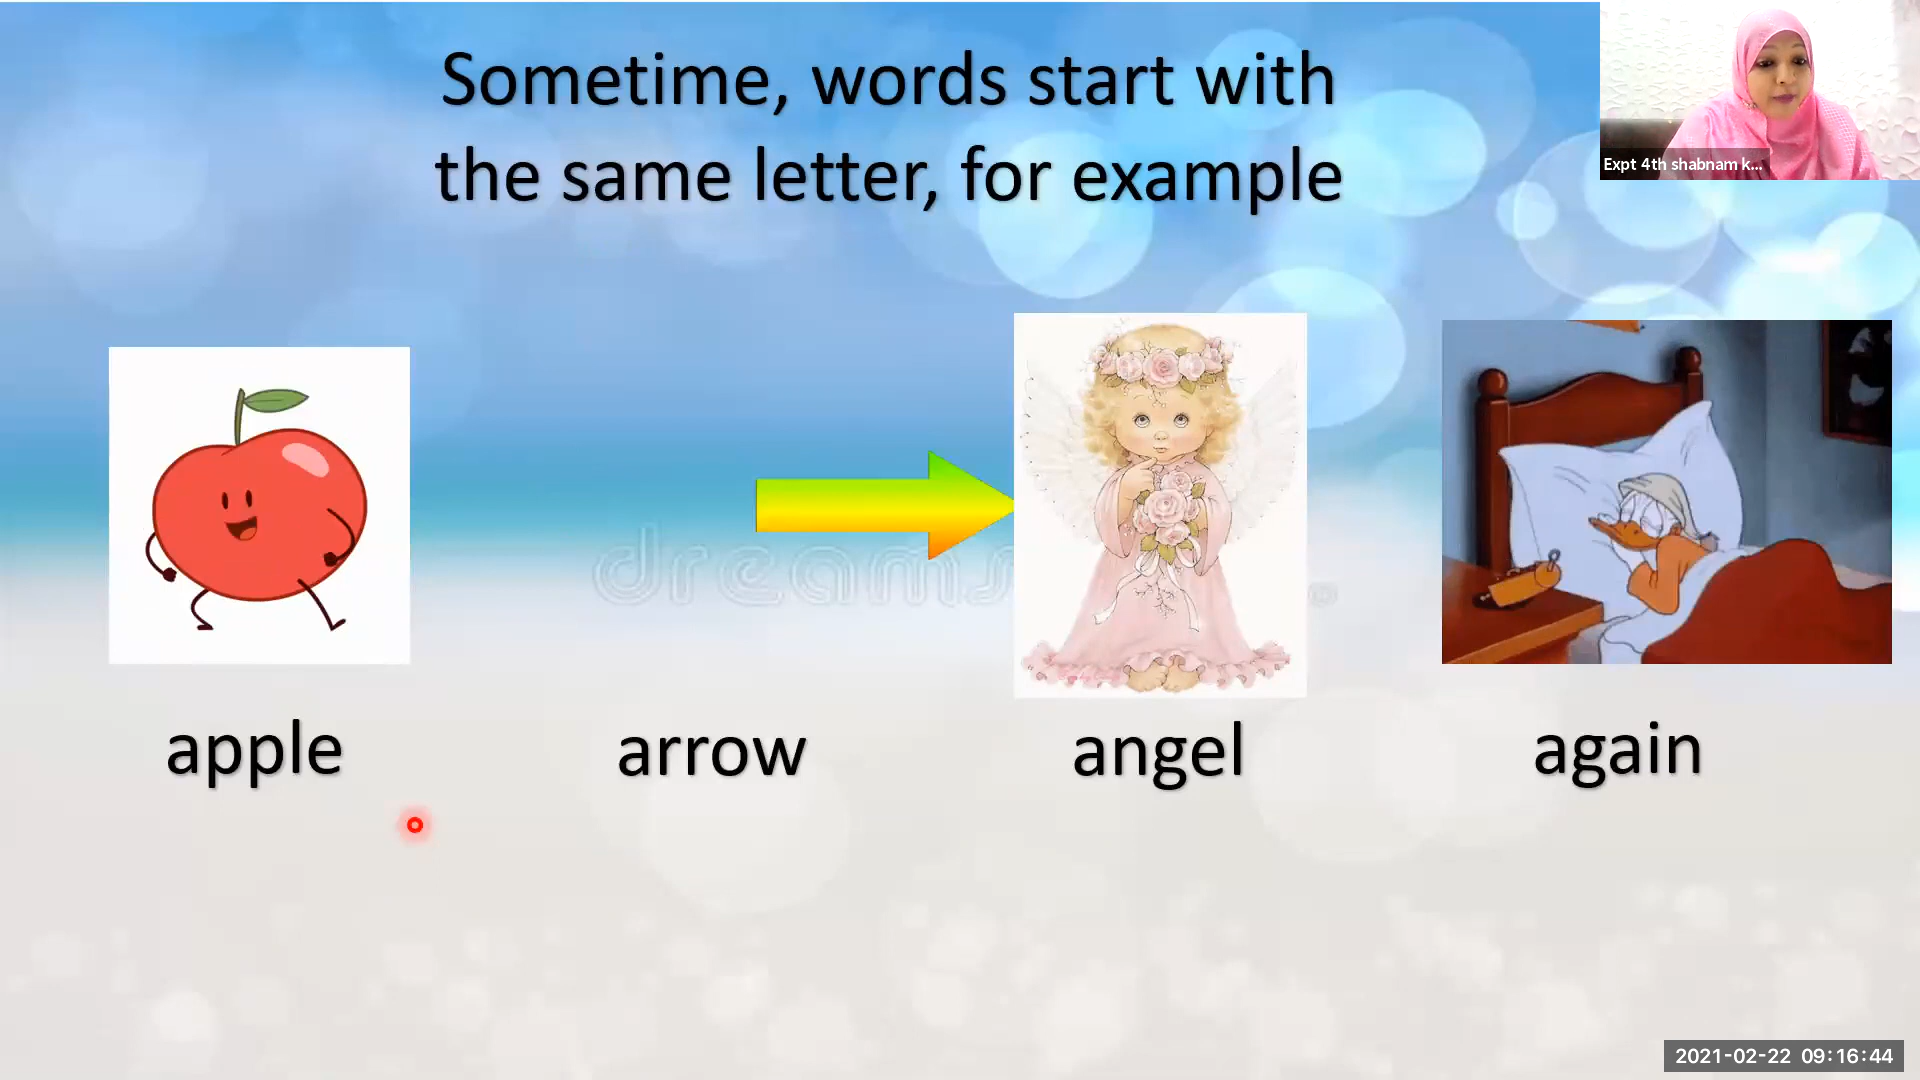 Sometime, words start with
the same letter, for example
Expt 4th shabnam k...
dreams
apple
arrow
angel
again
2021-02-22 09:16:44